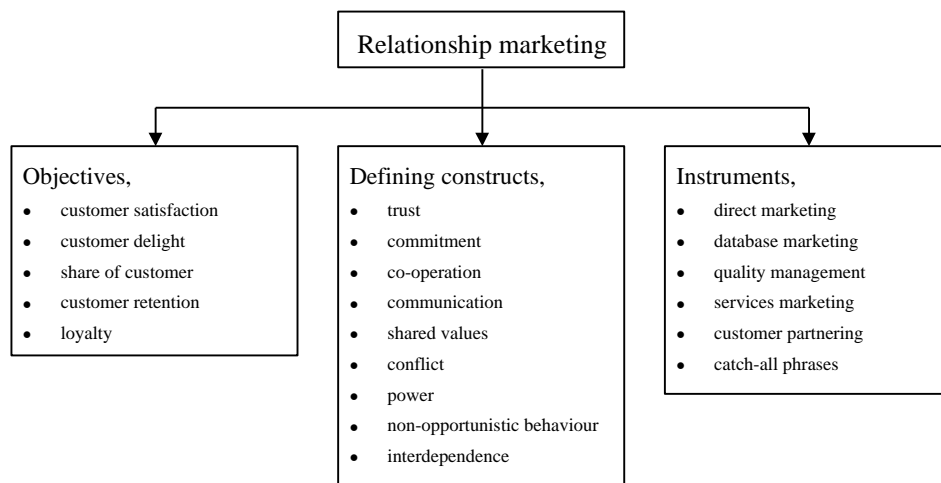 Relationship marketing
Objectives,
• customer satisfaction
• customer delight
• share of customer
• customer retention
• loyalty
Defining constructs,
• trust
• commitment
• co-operation
• communication
• shared values
• conflict
• power
• non-opportunistic behaviour
• interdependence
Instruments,
• direct marketing
• database marketing
• quality management
• services marketing
• customer partnering
• catch-all phrases